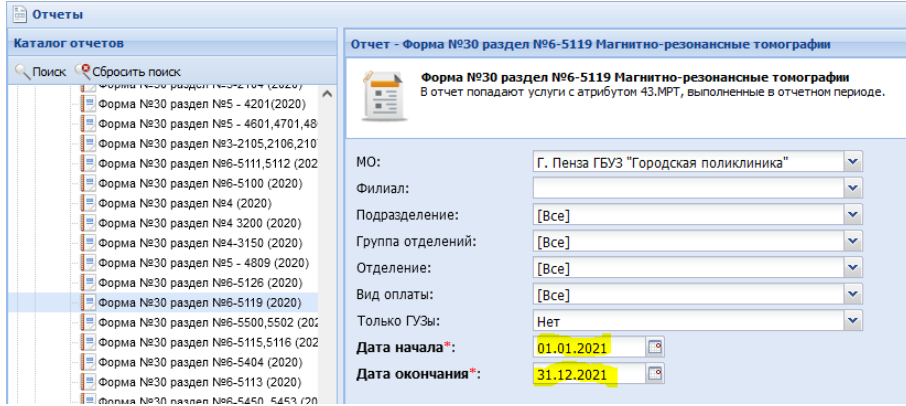 Отчеты
Каталог отчетов
Поиск Сбросить поиск
Форма №30 раздел №5 - 4201(2020)
Форма №30 раздел №5 - 4601,4701,48
Форма №30 раздел №3-2105,2106,210
Форма №30 раздел №6-5111,5112 (202
Форма №30 раздел №6-5100 (2020)
Форма №30 раздел №4 (2020)
Форма №30 раздел №4 3200 (2020)
Форма №30 раздел №4-3150 (2020)
Форма №30 раздел №5 - 4809 (2020)
Форма №30 раздел №6-5126 (2020)
Форма №30 раздел №6-5119 (2020)
Форма №30 раздел №6-5500,5502 (202
Форма №30 раздел №6-5115,5116 (202
Форма №30 раздел №6-5404 (2020)
Форма №30 раздел №6-5113 (2020)
Форма №30 раздел №6-5450, 5453 (20
Отчет - Форма №30 раздел №6-5119 Магнитно-резонансные томографии
Форма №30 раздел №6-5119 Магнитно-резонансные томографии
В отчет попадают услуги с атрибутом 43.МРТ, выполненные в отчетном периоде.
МО: Г. Пенза ГБУЗ "Городская поликлиника"
Филиал:
Подразделение: [Все]
Группа отделений: [Все]
Отделение: [Все]
Вид оплаты: [Все]
Только ГУЗы: Нет
Дата начала*: 01.01.2021
Дата окончания*: 31.12.2021